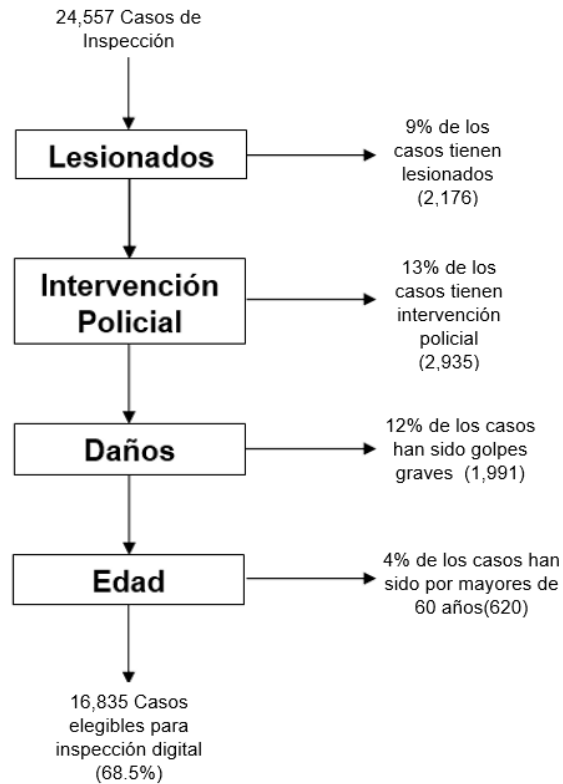 24,557 Casos de
Inspección
Lesionados
9% de los
casos tienen
lesionados
(2,176)
Intervención
Policial
13% de los
casos tienen
intervención
policial
(2,935)
Daños
12% de los casos
han sido golpes
graves (1,991)
Edad
4% de los casos han
sido por mayores de
60 años(620)
16,835 Casos
elegibles para
inspección digital
(68.5%)